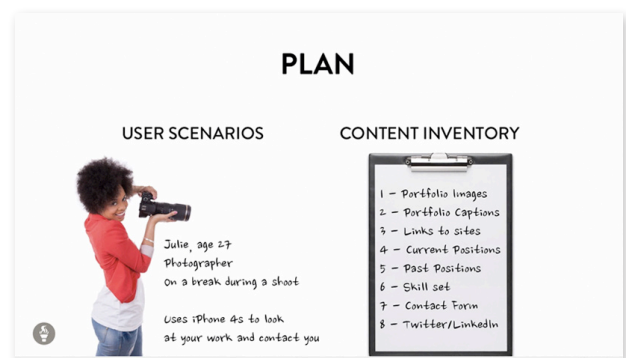 PLAN
USER SCENARIOS
CONTENT INVENTORY
Julie, age 27
Photographer
On a break during a shoot
Uses iPhone 4s to look
at your work and contact you
1 - Portfolio Images
2 - Portfolio Captions
3 - Links to sites
4 - Current Positions
5 - Past Positions
6 - Skill set
7 - Contact Form
8 - Twitter/LinkedIn